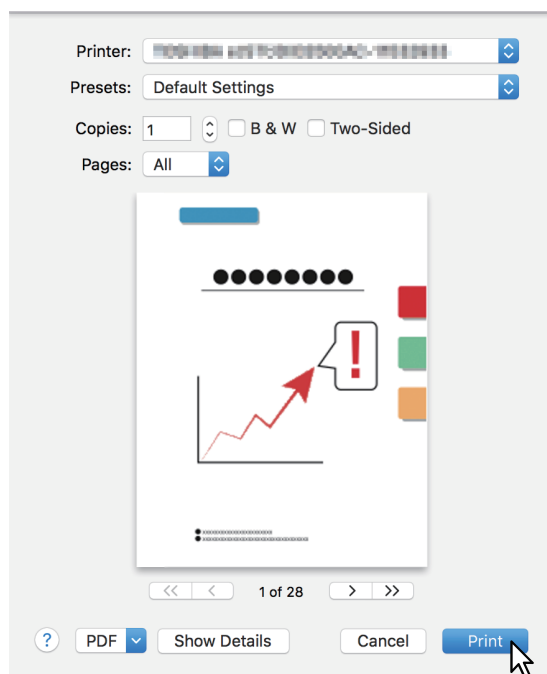 Printer:
Presets: Default Settings
Copies: 1 B & W Two-Sided
Pages: All
!
1 of 28
? PDF Show Details Cancel Print